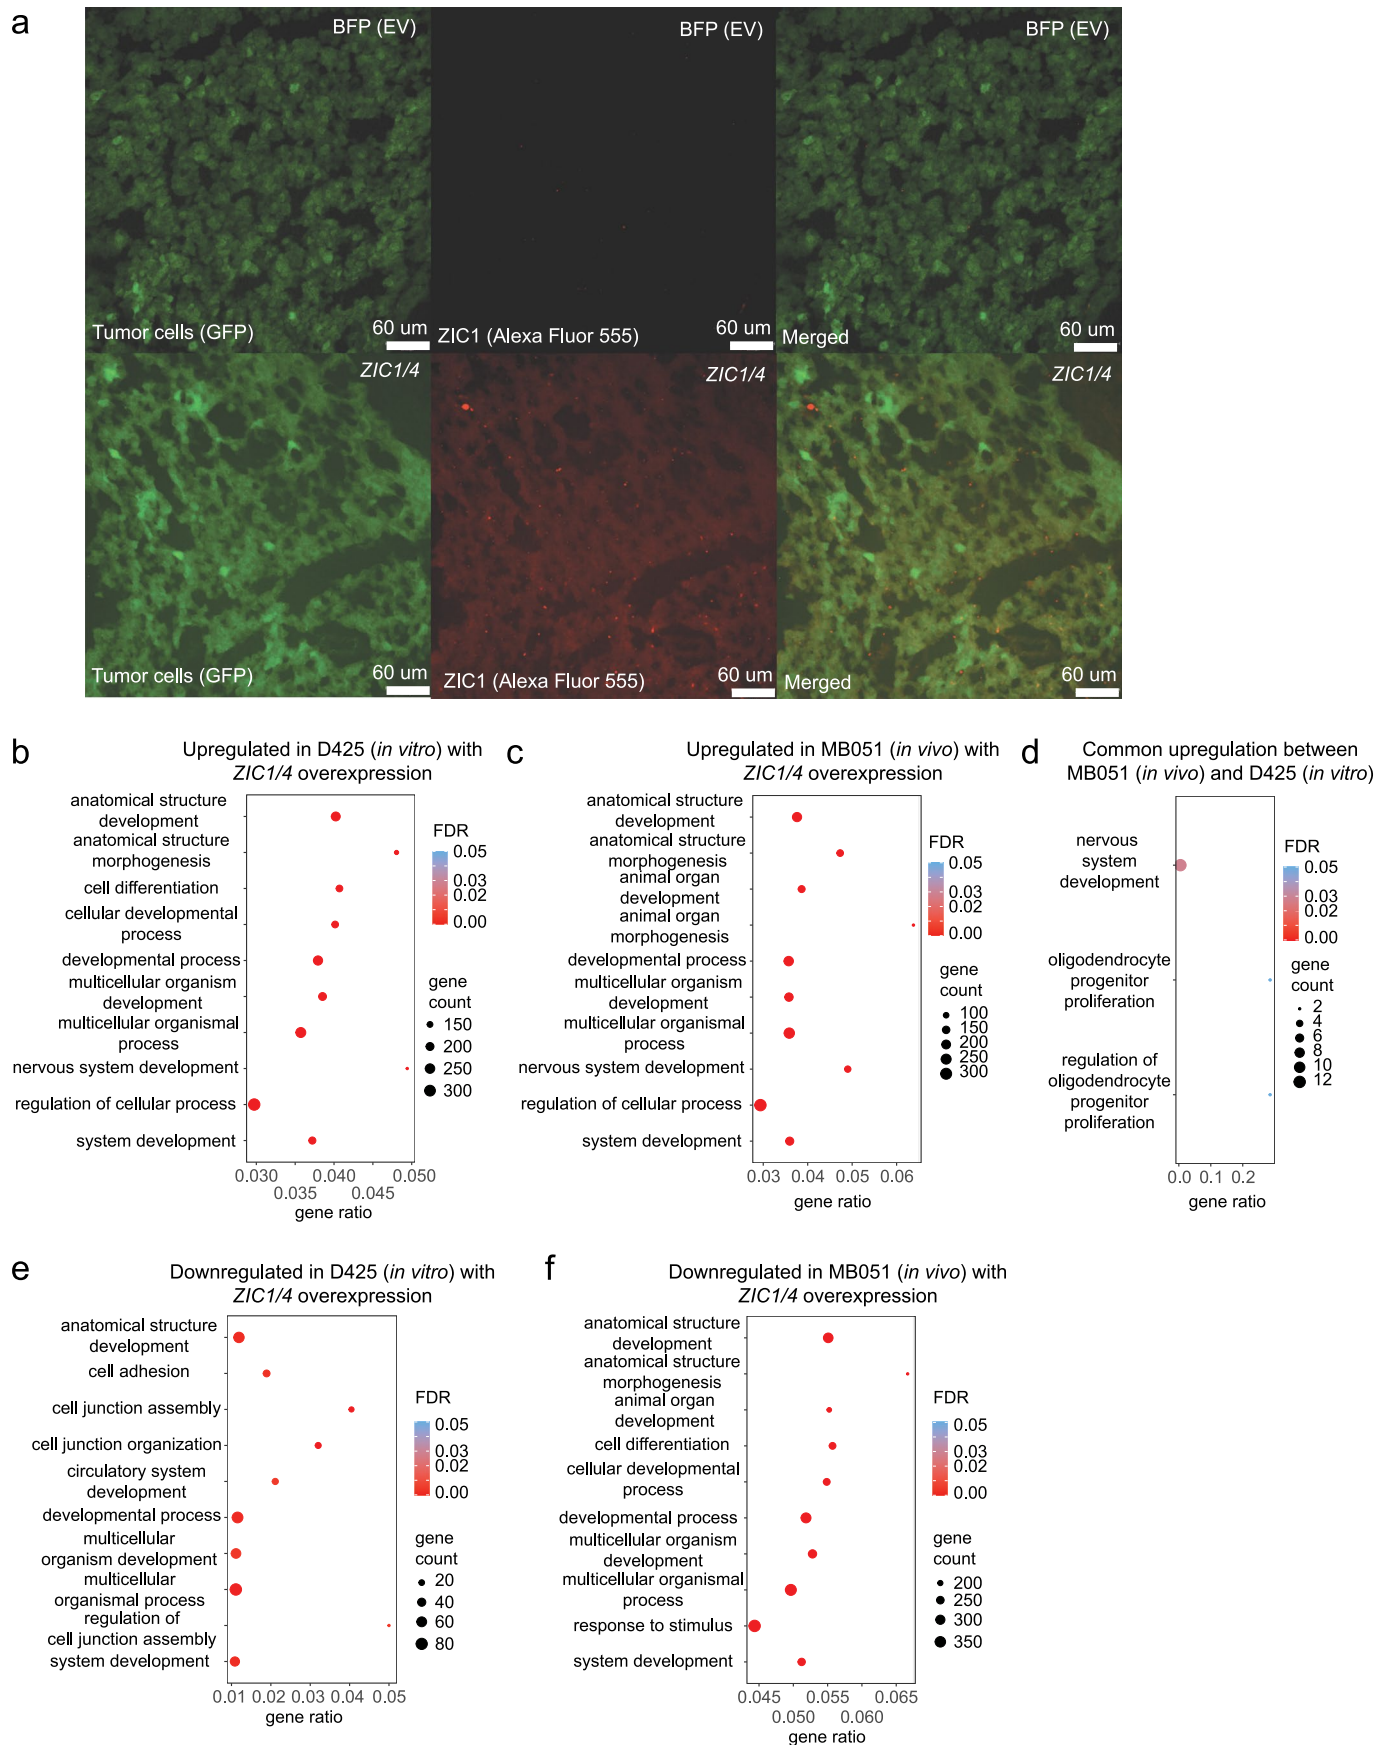 a
BFP (EV)
BFP (EV)
BFP (EV)
Tumor cells (GFP)
60 um
ZIC1 (Alexa Fluor 555)
60 um
Merged
60 um
ZIC1/4
ZIC1/4
ZIC1/4
Tumor cells (GFP)
60 um
ZIC1 (Alexa Fluor 555)
60 um
Merged
60 um
b
Upregulated in D425 (in vitro) with
ZIC1/4 overexpression
anatomical structure
development
anatomical structure
morphogenesis
cell differentiation
cellular developmental
process
developmental process
multicellular organism
development
multicellular organismal
process
nervous system development
regulation of cellular process
system development
0.030
0.040
0.050
0.035
0.045
gene ratio
FDR
0.05
0.03
0.02
0.00
gene
count
150
200
250
300
c
Upregulated in MB051 (in vivo) with
ZIC1/4 overexpression
anatomical structure
development
anatomical structure
morphogenesis
animal organ
development
animal organ
morphogenesis
developmental process
multicellular organism
development
multicellular organismal
process
nervous system development
regulation of cellular process
system development
0.03
0.04
0.05
0.06
gene ratio
FDR
0.05
0.03
0.02
0.00
gene
count
100
150
200
250
300
d
Common upregulation between
MB051 (in vivo) and D425 (in vitro)
nervous
system
development
oligodendrocyte
progenitor
proliferation
regulation of
oligodendrocyte
progenitor
proliferation
0.0
0.1
0.2
gene ratio
FDR
0.05
0.03
0.02
0.00
gene
count
2
4
6
8
10
12
e
Downregulated in D425 (in vitro) with
ZIC1/4 overexpression
anatomical structure
development
cell adhesion
cell junction assembly
cell junction organization
circulatory system
development
developmental process
multicellular
organism development
multicellular
organismal process
regulation of
cell junction assembly
system development
0.01
0.02
0.03
0.04
0.05
gene ratio
FDR
0.05
0.03
0.02
0.00
gene
count
20
40
60
80
f
Downregulated in MB051 (in vivo) with
ZIC1/4 overexpression
anatomical structure
development
anatomical structure
morphogenesis
animal organ
development
cell differentiation
cellular developmental
process
developmental process
multicellular organism
development
multicellular organismal
process
response to stimulus
system development
0.045
0.055
0.065
0.050
0.060
gene ratio
FDR
0.05
0.03
0.02
0.00
gene
count
200
250
300
350